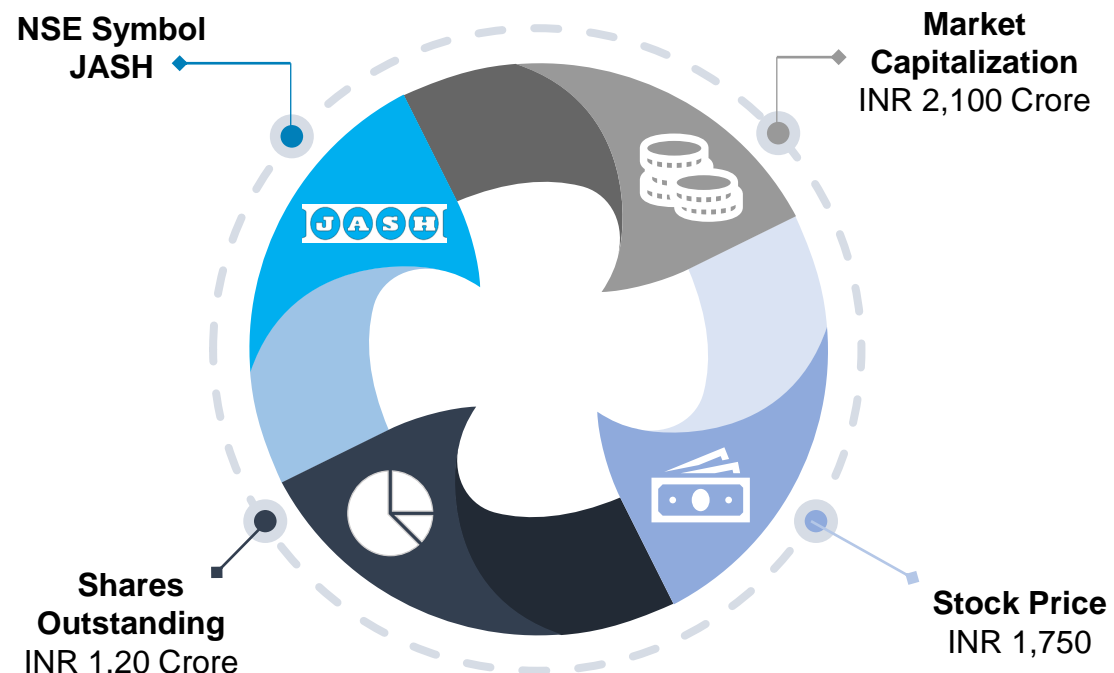 NSE Symbol
JASH
Market
Capitalization
INR 2,100 Crore
JASH
Shares
Outstanding
INR 1.20 Crore
Stock Price
INR 1,750